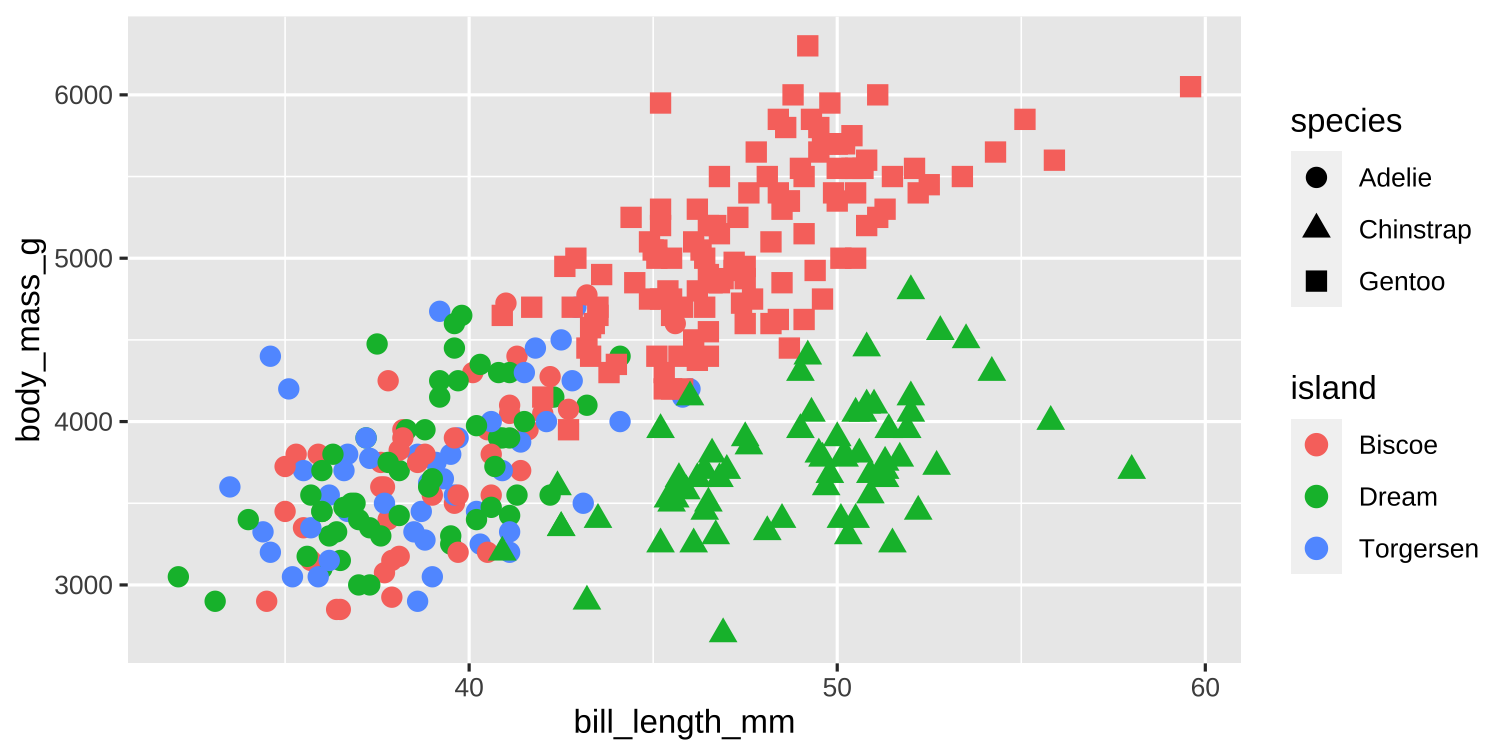 6000
5000
4000
3000
body_mass_g
40
50
60
bill_length_mm
species
Adelie
Chinstrap
Gentoo
island
Biscoe
Dream
Torgersen